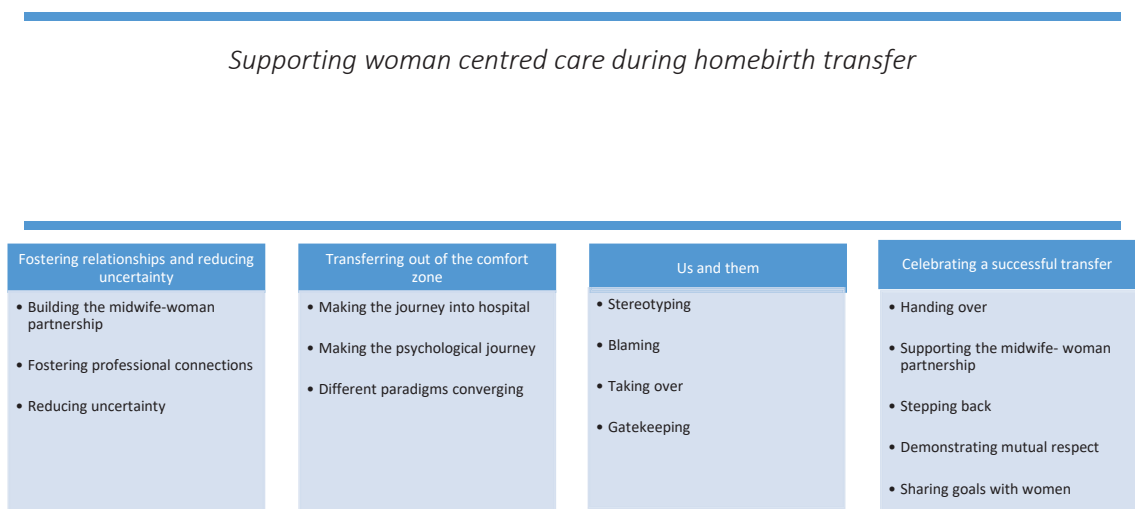 Supporting woman centred care during homebirth transfer
Fostering relationships and reducing
uncertainty
• Building the midwife-woman
partnership
• Fostering professional connections
• Reducing uncertainty
Transferring out of the comfort
zone
• Making the journey into hospital
• Making the psychological journey
• Different paradigms converging
Us and them
• Stereotyping
• Blaming
• Taking over
• Gatekeeping
Celebrating a successful transfer
• Handing over
• Supporting the midwife- woman
partnership
• Stepping back
• Demonstrating mutual respect
• Sharing goals with women